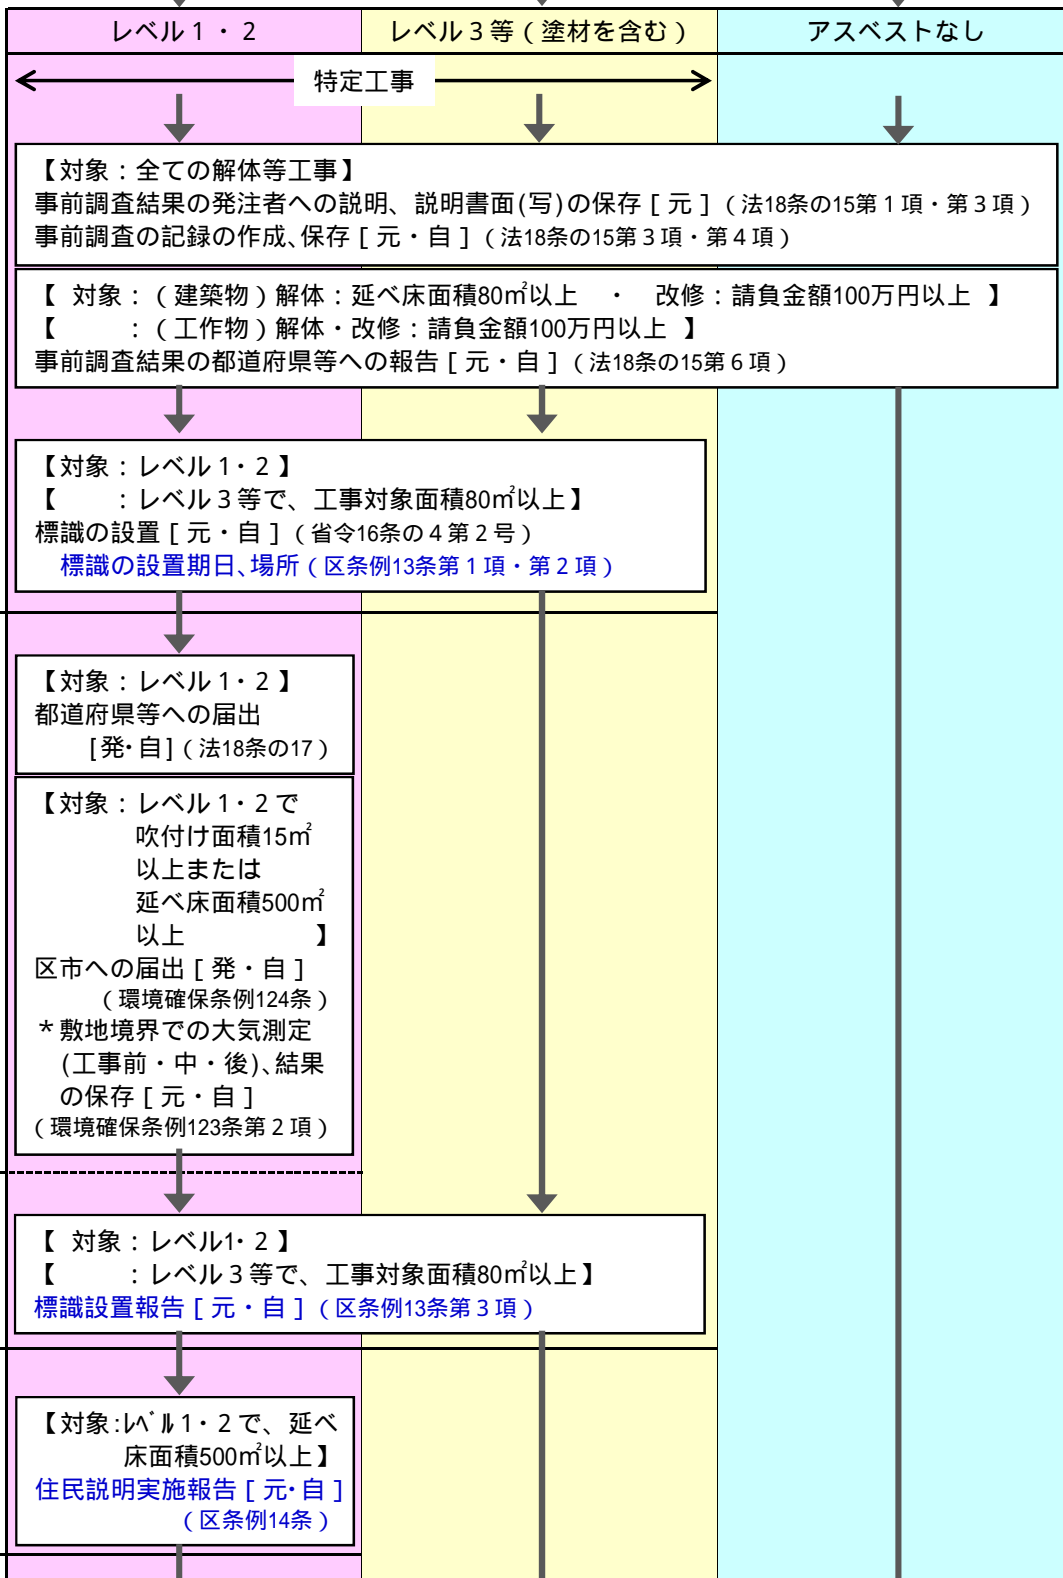 レベル１・２
レベル３等（塗材を含む）
アスベストなし
特定工事
【対象：全ての解体等工事】
事前調査結果の発注者への説明、説明書面(写)の保存［元］（法18条の15第１項・第３項）
事前調査の記録の作成、保存［元・自］（法18条の15第３項・第４項）
【 対象：（建築物）解体：延べ床面積80㎡以上　・　改修：請負金額100万円以上 】
【　　　：（工作物）解体・改修：請負金額100万円以上 】
事前調査結果の都道府県等への報告［元・自］（法18条の15第６項）
【対象：レベル１・２】
【　　：レベル３等で、工事対象面積80㎡以上】
標識の設置［元・自］（省令16条の４第２号）
標識の設置期日、場所（区条例13条第１項・第２項）
【対象：レベル１・２】
都道府県等への届出
［発・自］（法18条の17）
【対象：レベル１・２で
吹付け面積15㎡
以上または
延べ床面積500㎡
以上　　　　】
区市への届出［発・自］
（環境確保条例124条）
＊敷地境界での大気測定
(工事前・中・後)、結果
の保存［元・自］
（環境確保条例123条第２項）
【 対象：レベル1・２】
【　　　：レベル３等で、工事対象面積80㎡以上】
標識設置報告［元・自］（区条例13条第３項）
【対象:ﾚﾍﾞﾙ１・２で、延べ
床面積500㎡以上】
住民説明実施報告［元・自］
（区条例14条）